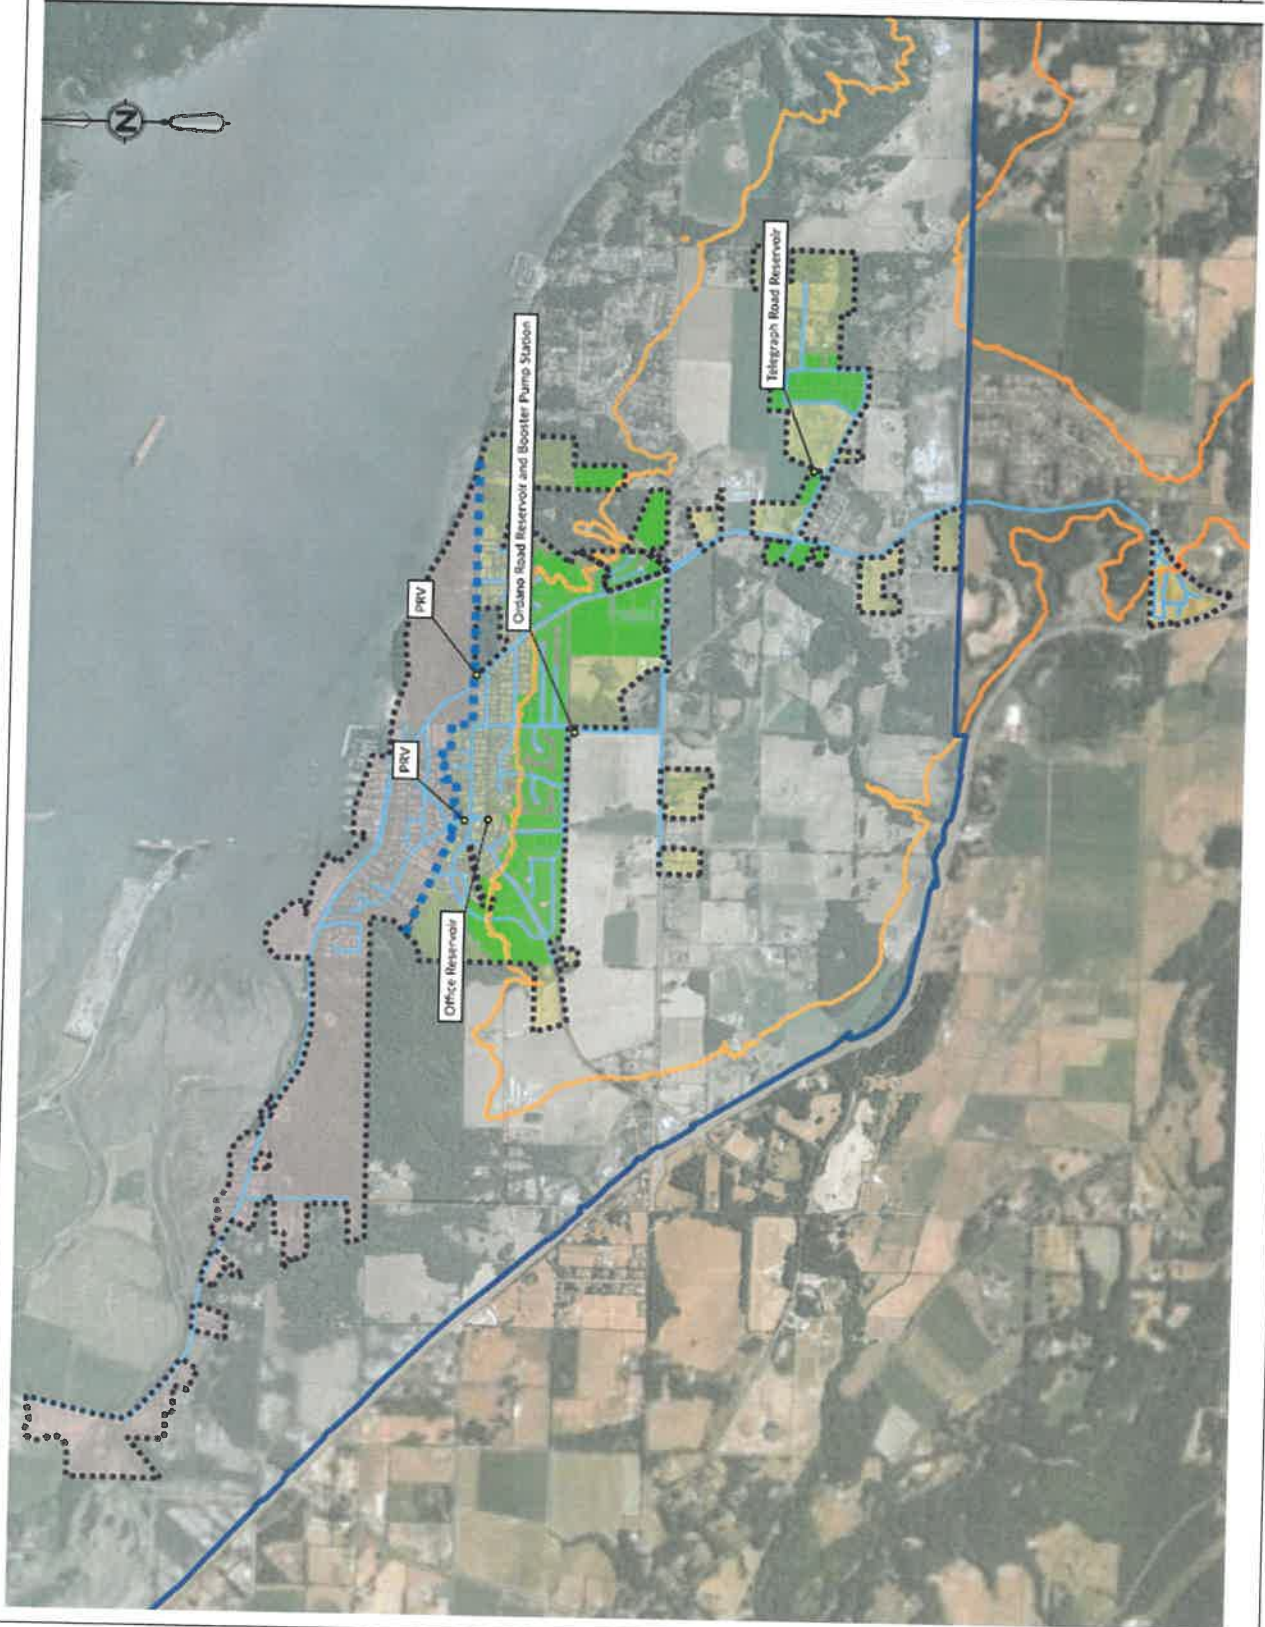 N
PRV
PRV
Ordano Road Reservoir and Booster Pump Station
Telegraph Road Reservoir
Office Reservoir